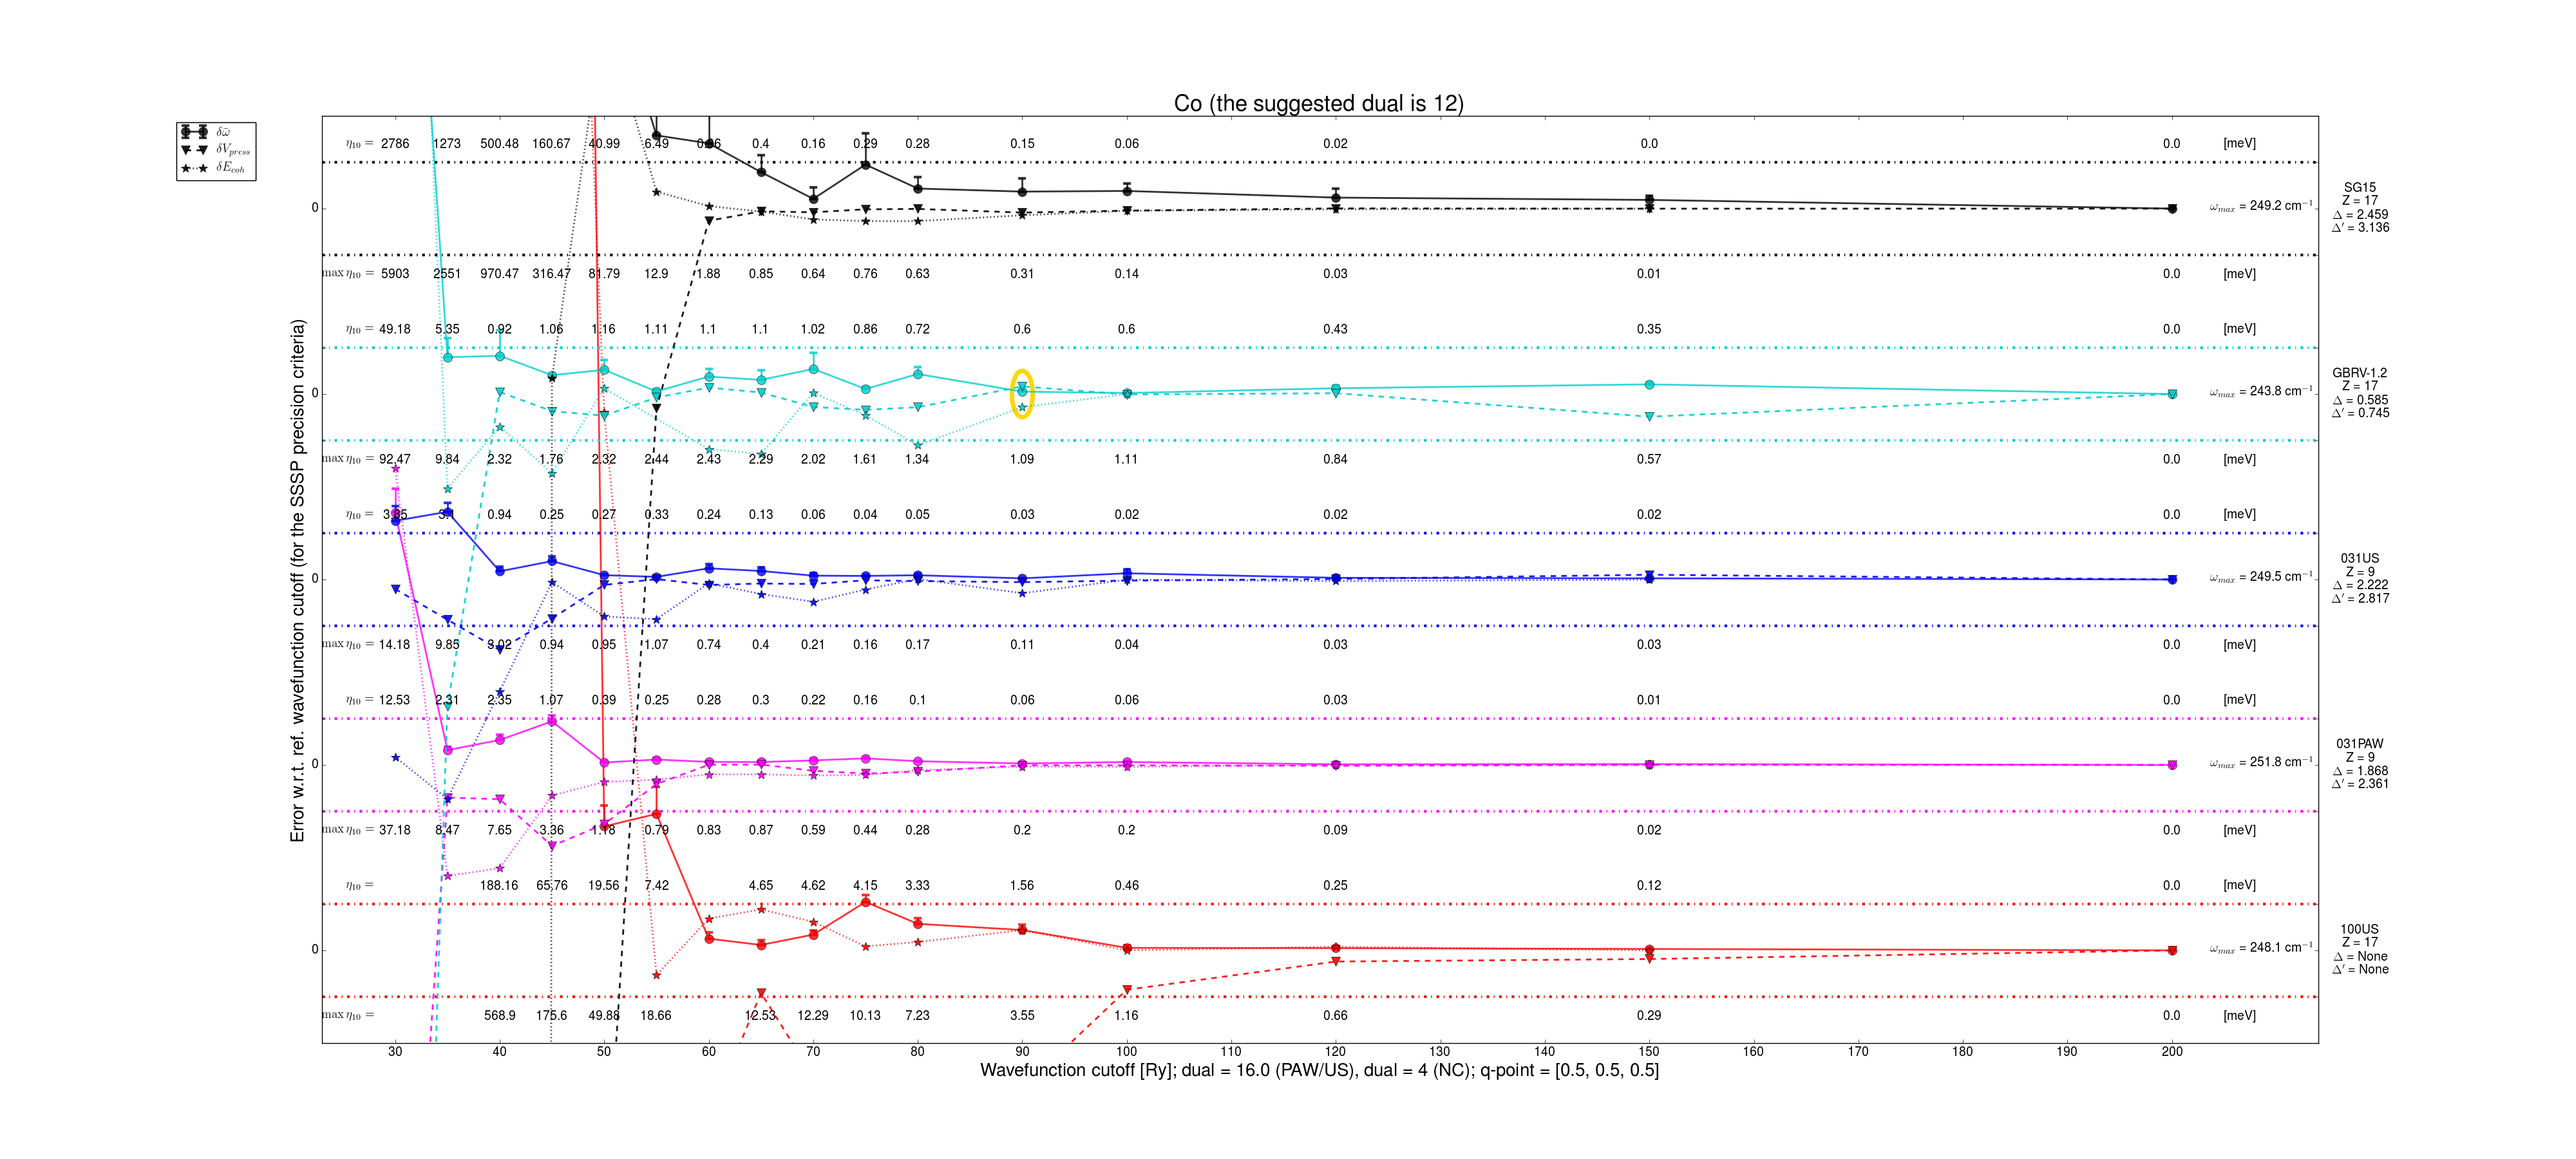 Co (the suggested dual is 12)
δω̄
δV_press
δE_coh
Error w.r.t. ref. wavefunction cutoff (for the SSSP precision criteria)
η₁₀ = 2786 1273 500.48 160.67 40.99 6.49 0.4 0.16 0.29 0.28 0.15 0.06 0.02 0.0 0.0 [meV]
0 ω_max = 249.2 cm⁻¹
SG15
Z = 17
Δ = 2.459
Δ′ = 3.136
max η₁₀ = 5903 2551 970.47 316.47 81.79 12.9 1.88 0.85 0.64 0.76 0.63 0.31 0.14 0.03 0.01 0.0 [meV]
η₁₀ = 49.18 5.35 0.92 1.06 1.16 1.11 1.1 1.1 1.02 0.86 0.72 0.6 0.6 0.43 0.35 0.0 [meV]
0 ω_max = 243.8 cm⁻¹
GBRV-1.2
Z = 17
Δ = 0.585
Δ′ = 0.745
max η₁₀ = 92.47 9.84 2.32 1.76 2.32 2.44 2.43 2.29 2.02 1.61 1.34 1.09 1.11 0.84 0.57 0.0 [meV]
η₁₀ = 0.94 0.25 0.27 0.33 0.24 0.13 0.06 0.04 0.05 0.03 0.02 0.02 0.02 0.0 [meV]
0 ω_max = 249.5 cm⁻¹
031US
Z = 9
Δ = 2.222
Δ′ = 2.817
max η₁₀ = 14.18 9.85 3.02 0.94 0.95 1.07 0.74 0.4 0.21 0.16 0.17 0.11 0.04 0.03 0.03 0.0 [meV]
η₁₀ = 12.53 2.31 2.35 1.07 0.39 0.25 0.28 0.3 0.22 0.16 0.1 0.06 0.06 0.03 0.01 0.0 [meV]
0 ω_max = 251.8 cm⁻¹
031PAW
Z = 9
Δ = 1.868
Δ′ = 2.361
max η₁₀ = 37.18 8.47 7.65 3.36 1.18 0.79 0.83 0.87 0.59 0.44 0.28 0.2 0.2 0.09 0.02 0.0 [meV]
η₁₀ = 188.16 65.76 19.56 7.42 4.65 4.62 4.15 3.33 1.56 0.46 0.25 0.12 0.0 [meV]
0 ω_max = 248.1 cm⁻¹
100US
Z = 17
Δ = None
Δ′ = None
max η₁₀ = 568.9 175.6 49.88 18.66 12.53 12.29 10.13 7.23 3.55 1.16 0.66 0.29 0.0 [meV]
30 40 50 60 70 80 90 100 110 120 130 140 150 160 170 180 190 200
Wavefunction cutoff [Ry]; dual = 16.0 (PAW/US), dual = 4 (NC); q-point = [0.5, 0.5, 0.5]